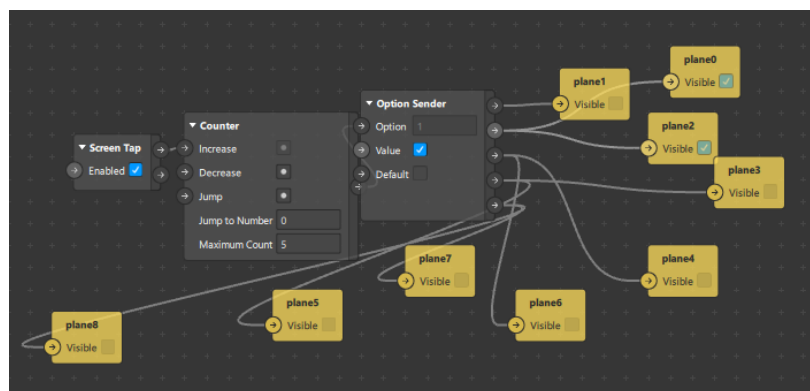 plane0
Visible
plane1
Visible
Option Sender
Option 1
Value
Default
Counter
Increase
Decrease
Jump
Jump to Number 0
Maximum Count 5
Screen Tap
Enabled
plane2
Visible
plane3
Visible
plane7
Visible
plane4
Visible
plane5
Visible
plane6
Visible
plane8
Visible